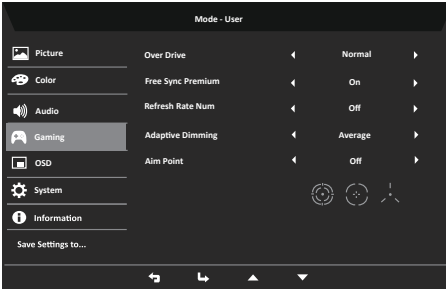 Mode - User
Picture
Color
Audio
Gaming
OSD
System
Information
Save Settings to...
Over Drive Normal
Free Sync Premium On
Refresh Rate Num Off
Adaptive Dimming Average
Aim Point Off